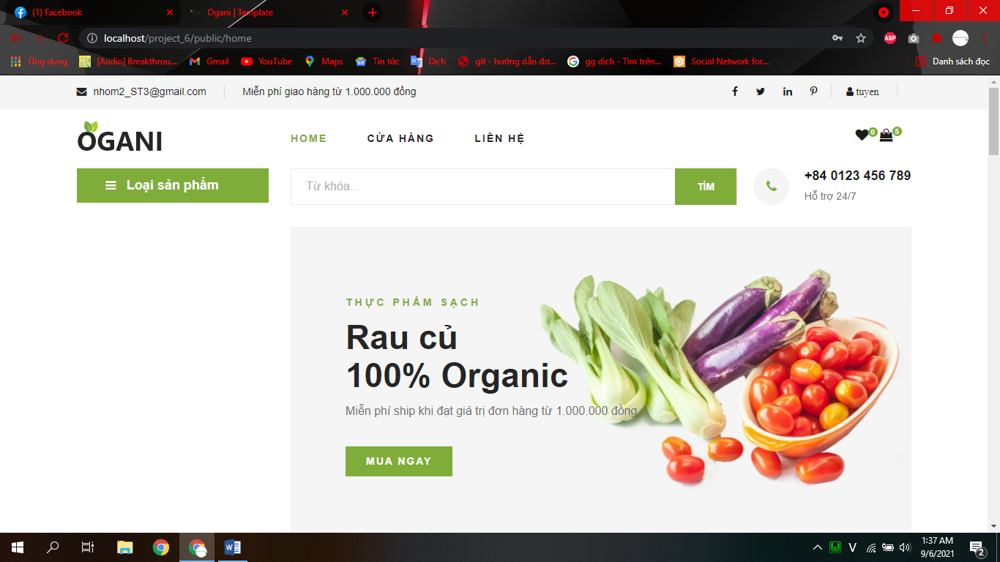 (1) Facebook
Ogani | Template
localhost/project_6/public/home
ABP
Ứng dụng
[Audio] Breakthrou...
Gmail
YouTube
Maps
Tin tức
Dịch
git - hướng dẫn đơ...
gg dịch - Tìm trên...
Social Network for...
Danh sách đọc
nhom2_ST3@gmail.com
Miễn phí giao hàng từ 1.000.000 đồng
tuyen
OGANI
HOME
CỬA HÀNG
LIÊN HỆ
0
5
Loại sản phẩm
Từ khóa...
TÌM
+84 0123 456 789
Hỗ trợ 24/7
THỰC PHẨM SẠCH
Rau củ
100% Organic
Miễn phí ship khi đạt giá trị đơn hàng từ 1.000.000 đồng
MUA NGAY
V
1:37 AM
9/6/2021
2